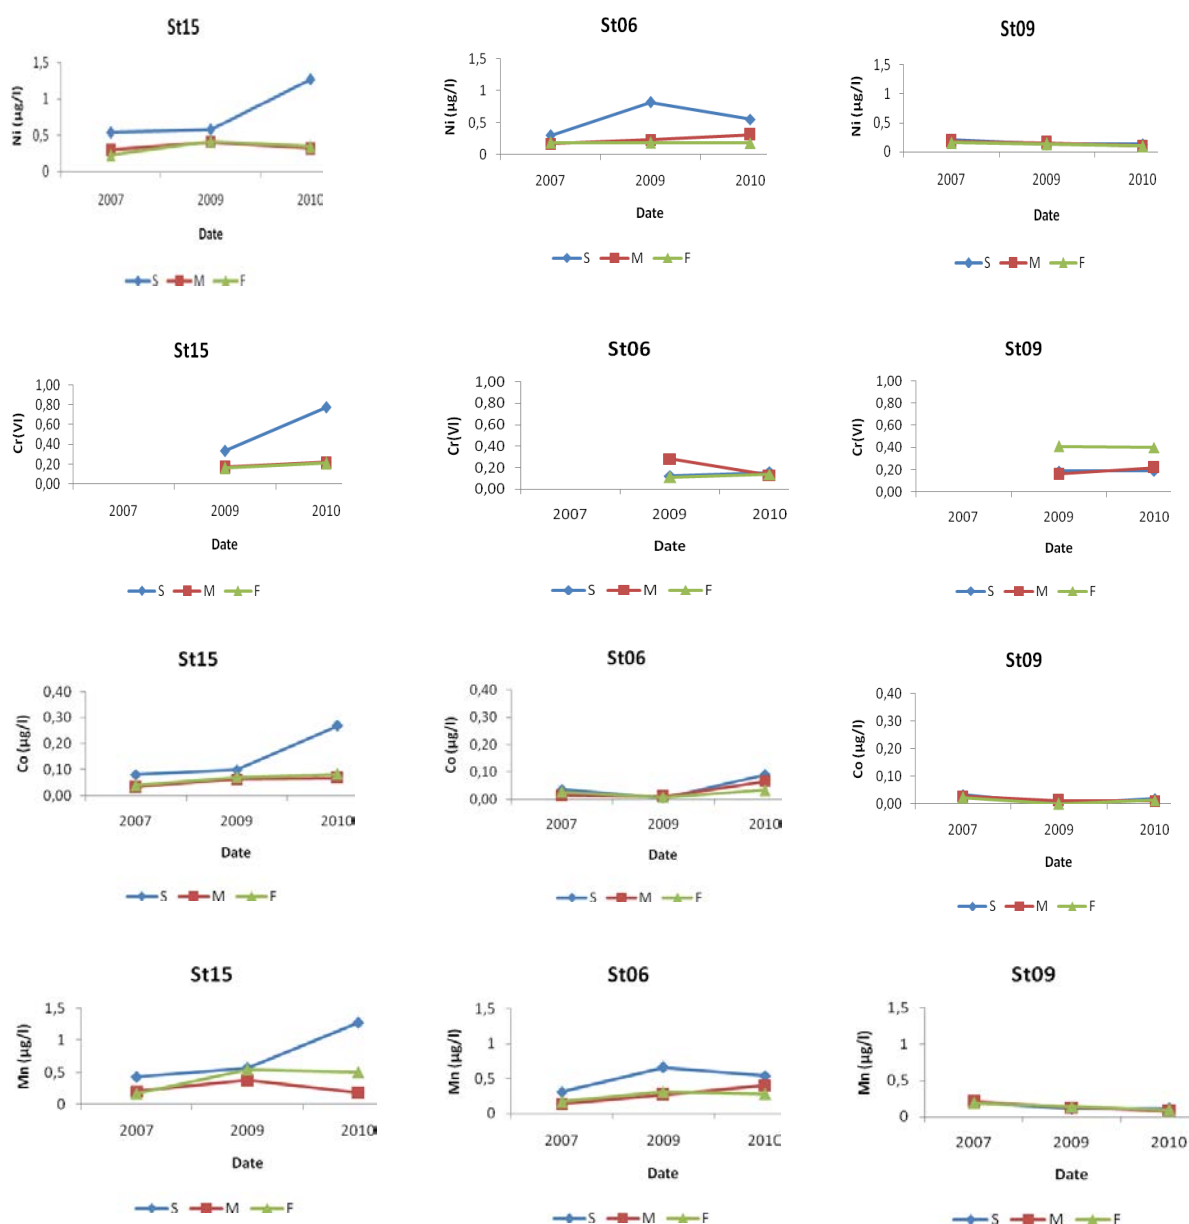 St15
1,5
1
0,5
0
Ni (µg/l)
2007 2009 2010
Date
S M F
St06
1,5
1
0,5
0
Ni (µg/l)
2007 2009 2010
Date
S M F
St09
1,5
1
0,5
0
Ni (µg/l)
2007 2009 2010
Date
S M F
St15
1,00
0,80
0,60
0,40
0,20
0,00
Cr(VI)
2007 2009 2010
Date
S M F
St06
1,00
0,80
0,60
0,40
0,20
0,00
Cr(VI)
2007 2009 2010
Date
S M F
St09
1,00
0,80
0,60
0,40
0,20
0,00
Cr(VI)
2007 2009 2010
Date
S M F
St15
0,40
0,30
0,20
0,10
0,00
Co (µg/l)
2007 2009 2010
Date
S M F
St06
0,40
0,30
0,20
0,10
0,00
Co (µg/l)
2007 2009 2010
Date
S M F
St09
0,40
0,30
0,20
0,10
0,00
Co (µg/l)
2007 2009 2010
Date
S M F
St15
1,5
1
0,5
0
Mn (µg/l)
2007 2009 2010
Date
S M F
St06
1,5
1
0,5
0
Mn (µg/l)
2007 2009 2010
Date
S M F
St09
1,5
1
0,5
0
Mn (µg/l)
2007 2009 2010
Date
S M F